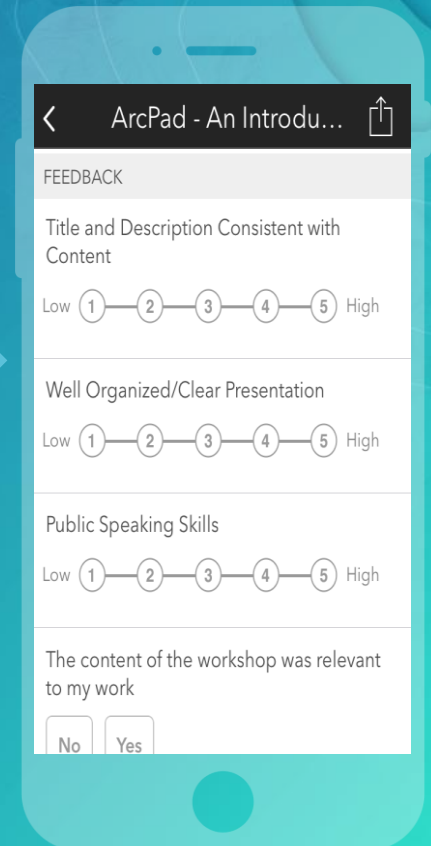 ArcPad - An Introdu...
FEEDBACK
Title and Description Consistent with
Content
Low 1 2 3 4 5 High
Well Organized/Clear Presentation
Low 1 2 3 4 5 High
Public Speaking Skills
Low 1 2 3 4 5 High
The content of the workshop was relevant
to my work
No Yes